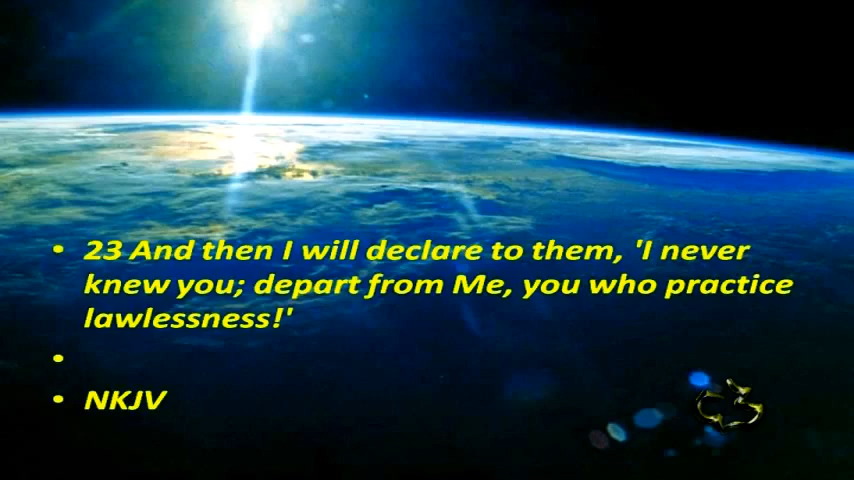 • 23 And then I will declare to them, 'I never
knew you; depart from Me, you who practice
lawlessness!'
•
• NKJV